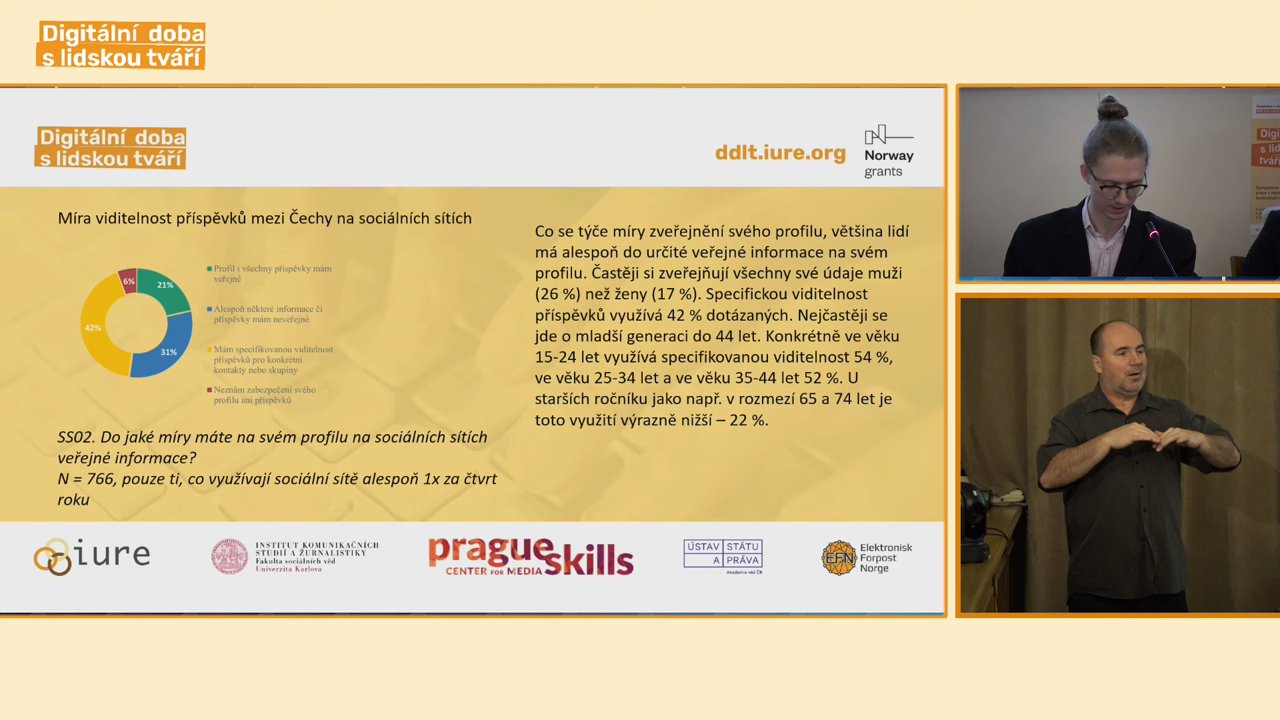 Digitální doba
s lidskou tváří
Digitální doba
s lidskou tváří
ddlt.iure.org
Norway
grants
Míra viditelnost příspěvků mezi Čechy na sociálních sítích
6%
21%
42%
31%
Profil i všechny příspěvky mám
veřejné
Alespoň některé informace či
příspěvky mám neveřejné
Mám specifikovanou viditelnost
příspěvků pro konkrétní
kontakty nebo skupiny
Neznám zabezpečení svého
profilu ani příspěvků
SS02. Do jaké míry máte na svém profilu na sociálních sítích
veřejné informace?
N = 766, pouze ti, co využívají sociální sítě alespoň 1x za čtvrt
roku
Co se týče míry zveřejnění svého profilu, většina lidí
má alespoň do určité veřejné informace na svém
profilu. Častěji si zveřejňují všechny své údaje muži
(26 %) než ženy (17 %). Specifickou viditelnost
příspěvků využívá 42 % dotázaných. Nejčastěji se
jde o mladší generaci do 44 let. Konkrétně ve věku
15-24 let využívá specifikovanou viditelnost 54 %,
ve věku 25-34 let a ve věku 35-44 let 52 %. U
starších ročníku jako např. v rozmezí 65 a 74 let je
toto využití výrazně nižší – 22 %.
iure
INSTITUT KOMUNIKAČNÍCH
STUDIÍ A ŽURNALISTIKY
Fakulta sociálních věd
Univerzita Karlova
prague
skills
CENTER FOR MEDIA
ÚSTAV STÁTU
A PRÁVA
Akademie věd ČR
EFN
Elektronisk
Forpost
Norge